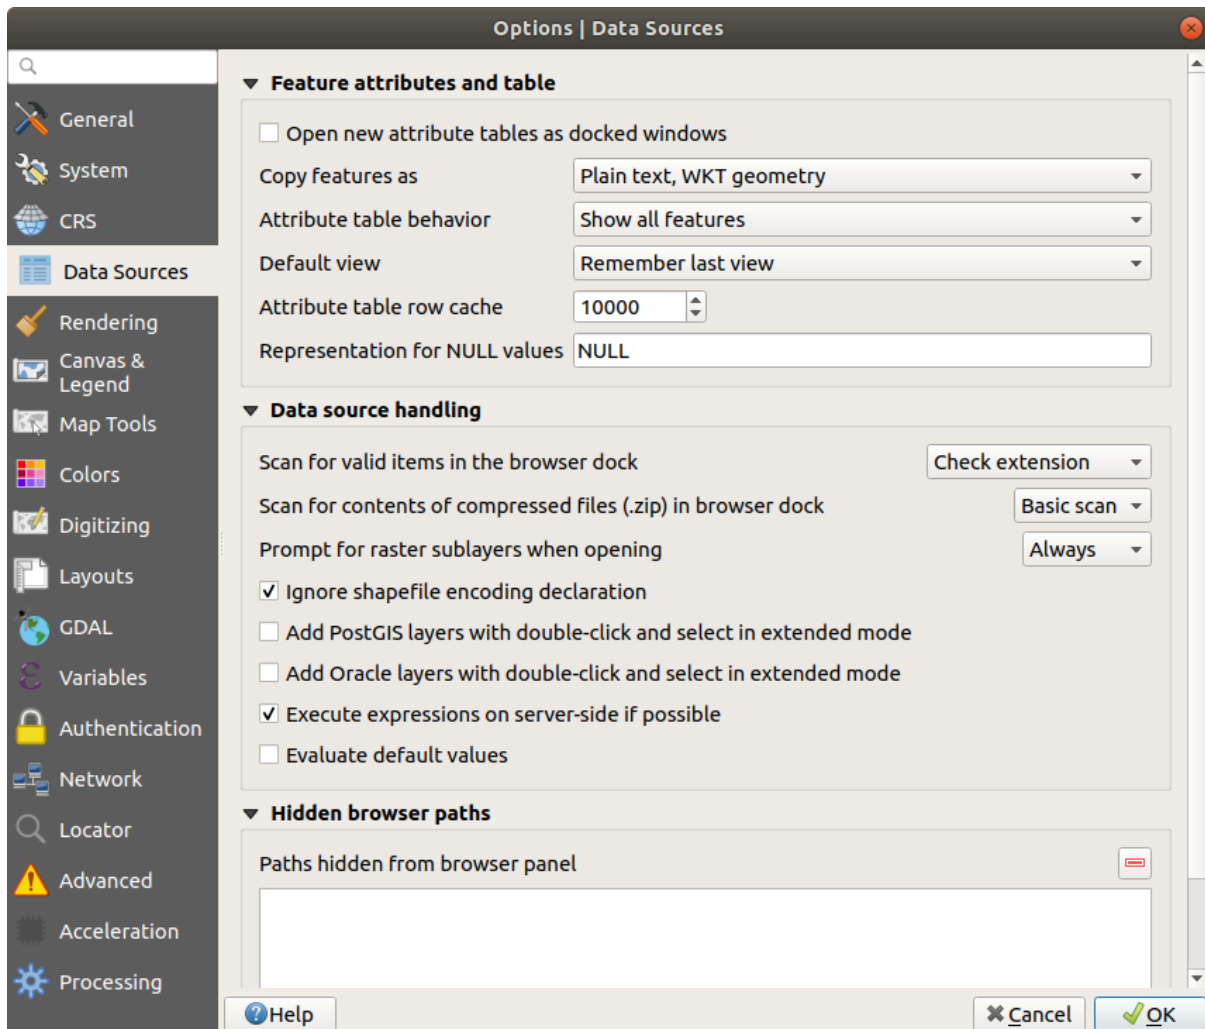 Options | Data Sources
General
System
CRS
Data Sources
Rendering
Canvas &
Legend
Map Tools
Colors
Digitizing
Layouts
GDAL
Variables
Authentication
Network
Locator
Advanced
Acceleration
Processing
Feature attributes and table
Open new attribute tables as docked windows
Copy features as Plain text, WKT geometry
Attribute table behavior Show all features
Default view Remember last view
Attribute table row cache 10000
Representation for NULL values NULL
Data source handling
Scan for valid items in the browser dock Check extension
Scan for contents of compressed files (.zip) in browser dock Basic scan
Prompt for raster sublayers when opening Always
Ignore shapefile encoding declaration
Add PostGIS layers with double-click and select in extended mode
Add Oracle layers with double-click and select in extended mode
Execute expressions on server-side if possible
Evaluate default values
Hidden browser paths
Paths hidden from browser panel
Help Cancel OK